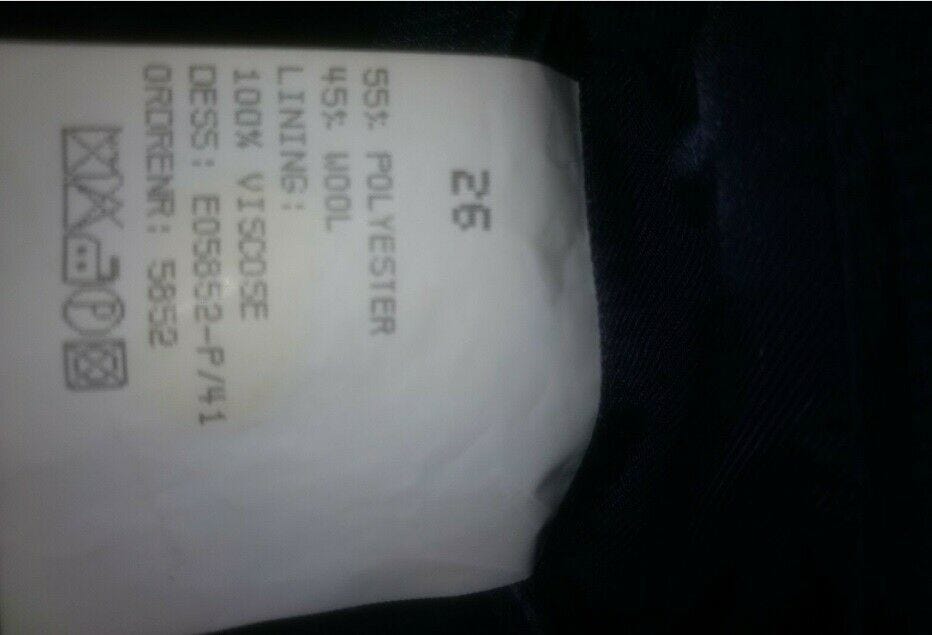 26
55% POLYESTER
45% WOOL
LINING:
100% VISCOSE
DESS: E05852-P/41
ORDRENR: 5852
P